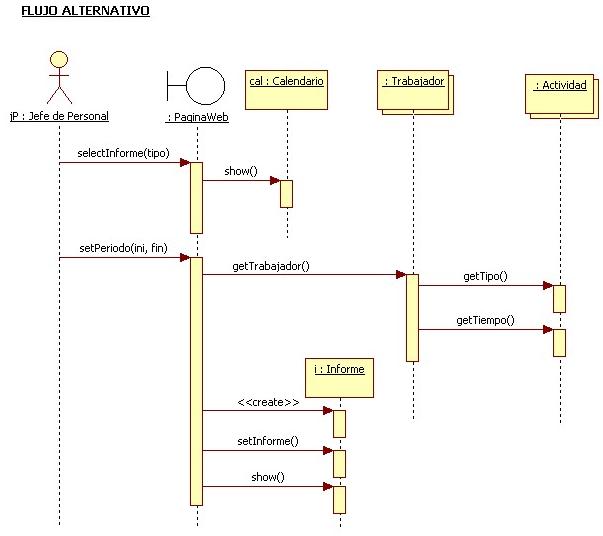 FLUJO ALTERNATIVO
jP : Jefe de Personal
: PaginaWeb
cal : Calendario
: Trabajador
: Actividad
selectInforme(tipo)
show()
setPeriodo(ini, fin)
getTrabajador()
getTipo()
getTiempo()
i : Informe
<<create>>
setInforme()
show()